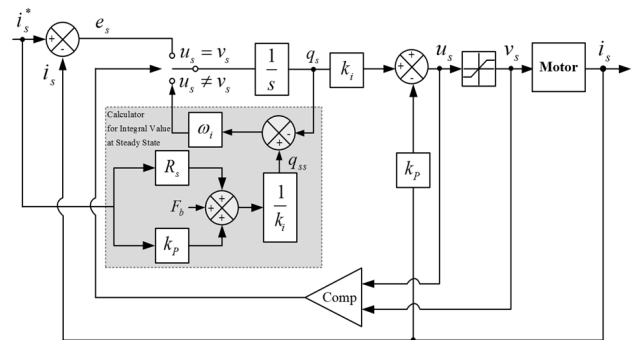 i_s^* e_s u_s = v_s 1/s q_s k_i u_s v_s Motor i_s
+ - + +
i_s u_s ≠ v_s
Calculator
for Integral Value
at Steady State
ω_i - +
q_ss
R_s k_P
F_b + + + 1/k_i
k_P
Comp